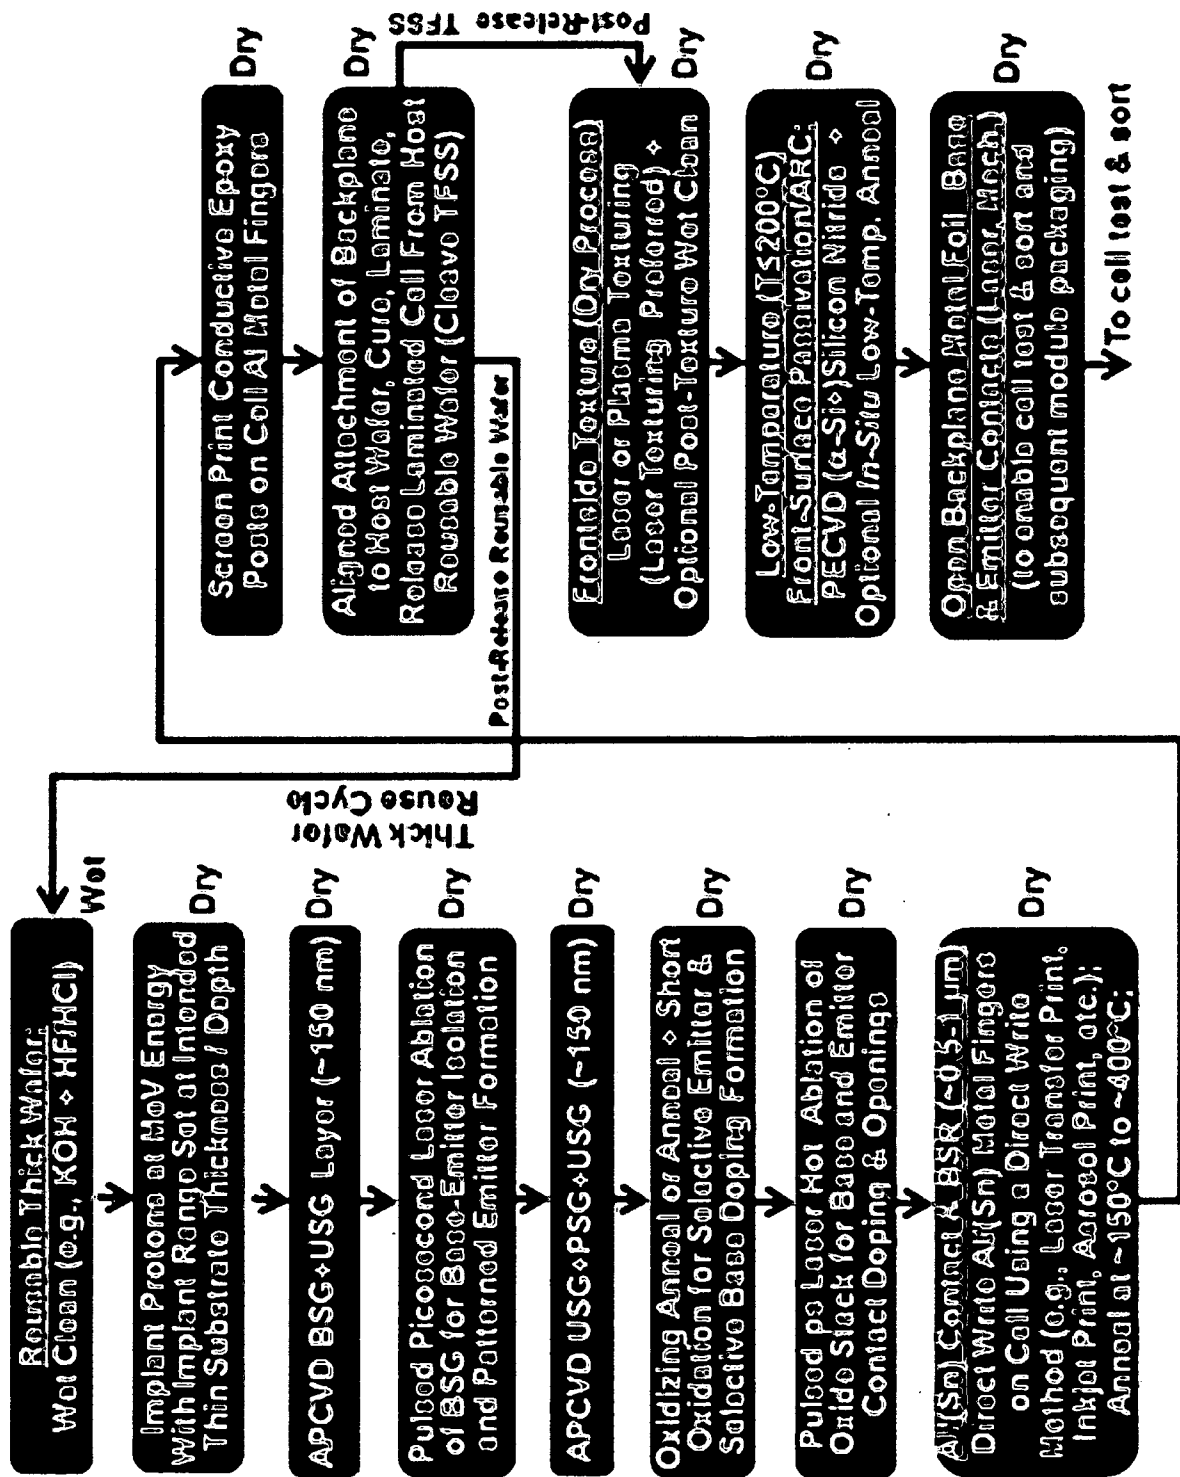 Reusable Thick Wafer
Wet Clean (e.g., KOH + HF/HCl)
Wet
Implant Protons at MeV Energy
With Implant Range Set at Intended
Thin Substrate Thickness / Depth
Dry
APCVD BSG+USG Layer (~150 nm)
Dry
Pulsed Picosecond Laser Ablation
of BSG for Base-Emitter Isolation
and Patterned Emitter Formation
Dry
APCVD USG+PSG+USG (~150 nm)
Dry
Oxidizing Anneal or Anneal + Short
Oxidation for Selective Emitter &
Selective Base Doping Formation
Dry
Pulsed ps Laser Hot Ablation of
Oxide Stack for Base and Emitter
Contact Doping & Openings
Dry
Al(Sn) Contact & BSR (~0.5-1 μm)
Direct Write Al(Sn) Metal Fingers
on Cell Using a Direct Write
Method (e.g., Laser Transfer Print,
Inkjet Print, Aerosol Print, etc.);
Anneal at ~150°C to ~400°C;
Dry
Thick Wafer
Reuse Cycle
Screen Print Conductive Epoxy
Paste on Cell Al Metal Fingers
Dry
Aligned Attachment of Backplane
to Host Wafer, Cure, Laminate,
Release Laminated Cell From Host
Reusable Wafer (Cleave TFSS)
Dry
Post-Release Reusable Wafer
Post-Release TFSS
Frontside Texture (Dry Process)
Laser or Plasma Texturing
(Laser Texturing Preferred) +
Optional Post-Texture Wet Clean
Dry
Low-Temperature (T≤200°C)
Front-Surface Passivation/ARC:
PECVD (α-Si+)Silicon Nitride +
Optional In-Situ Low-Temp. Anneal
Dry
Open Backplane Metal Foil Base
& Emitter Contacts (Laser, Mech.)
(to enable cell test & sort and
subsequent module packaging)
Dry
To cell test & sort